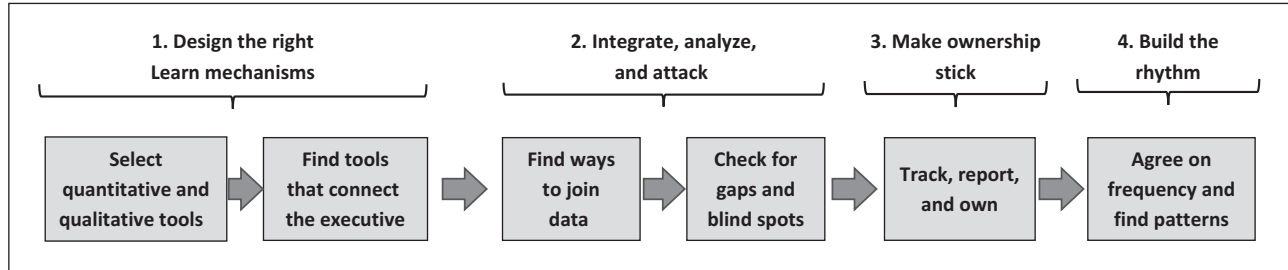 1. Design the right
Learn mechanisms
2. Integrate, analyze,
and attack
3. Make ownership
stick
4. Build the
rhythm
Select
quantitative and
qualitative tools
Find tools
that connect
the executive
Find ways
to join
data
Check for
gaps and
blind spots
Track, report,
and own
Agree on
frequency and
find patterns